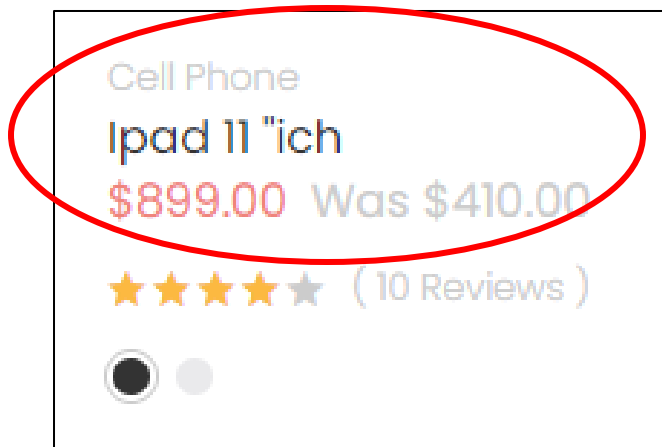 Cell Phone
Ipad 11 "ich
$899.00 Was $410.00
( 10 Reviews )